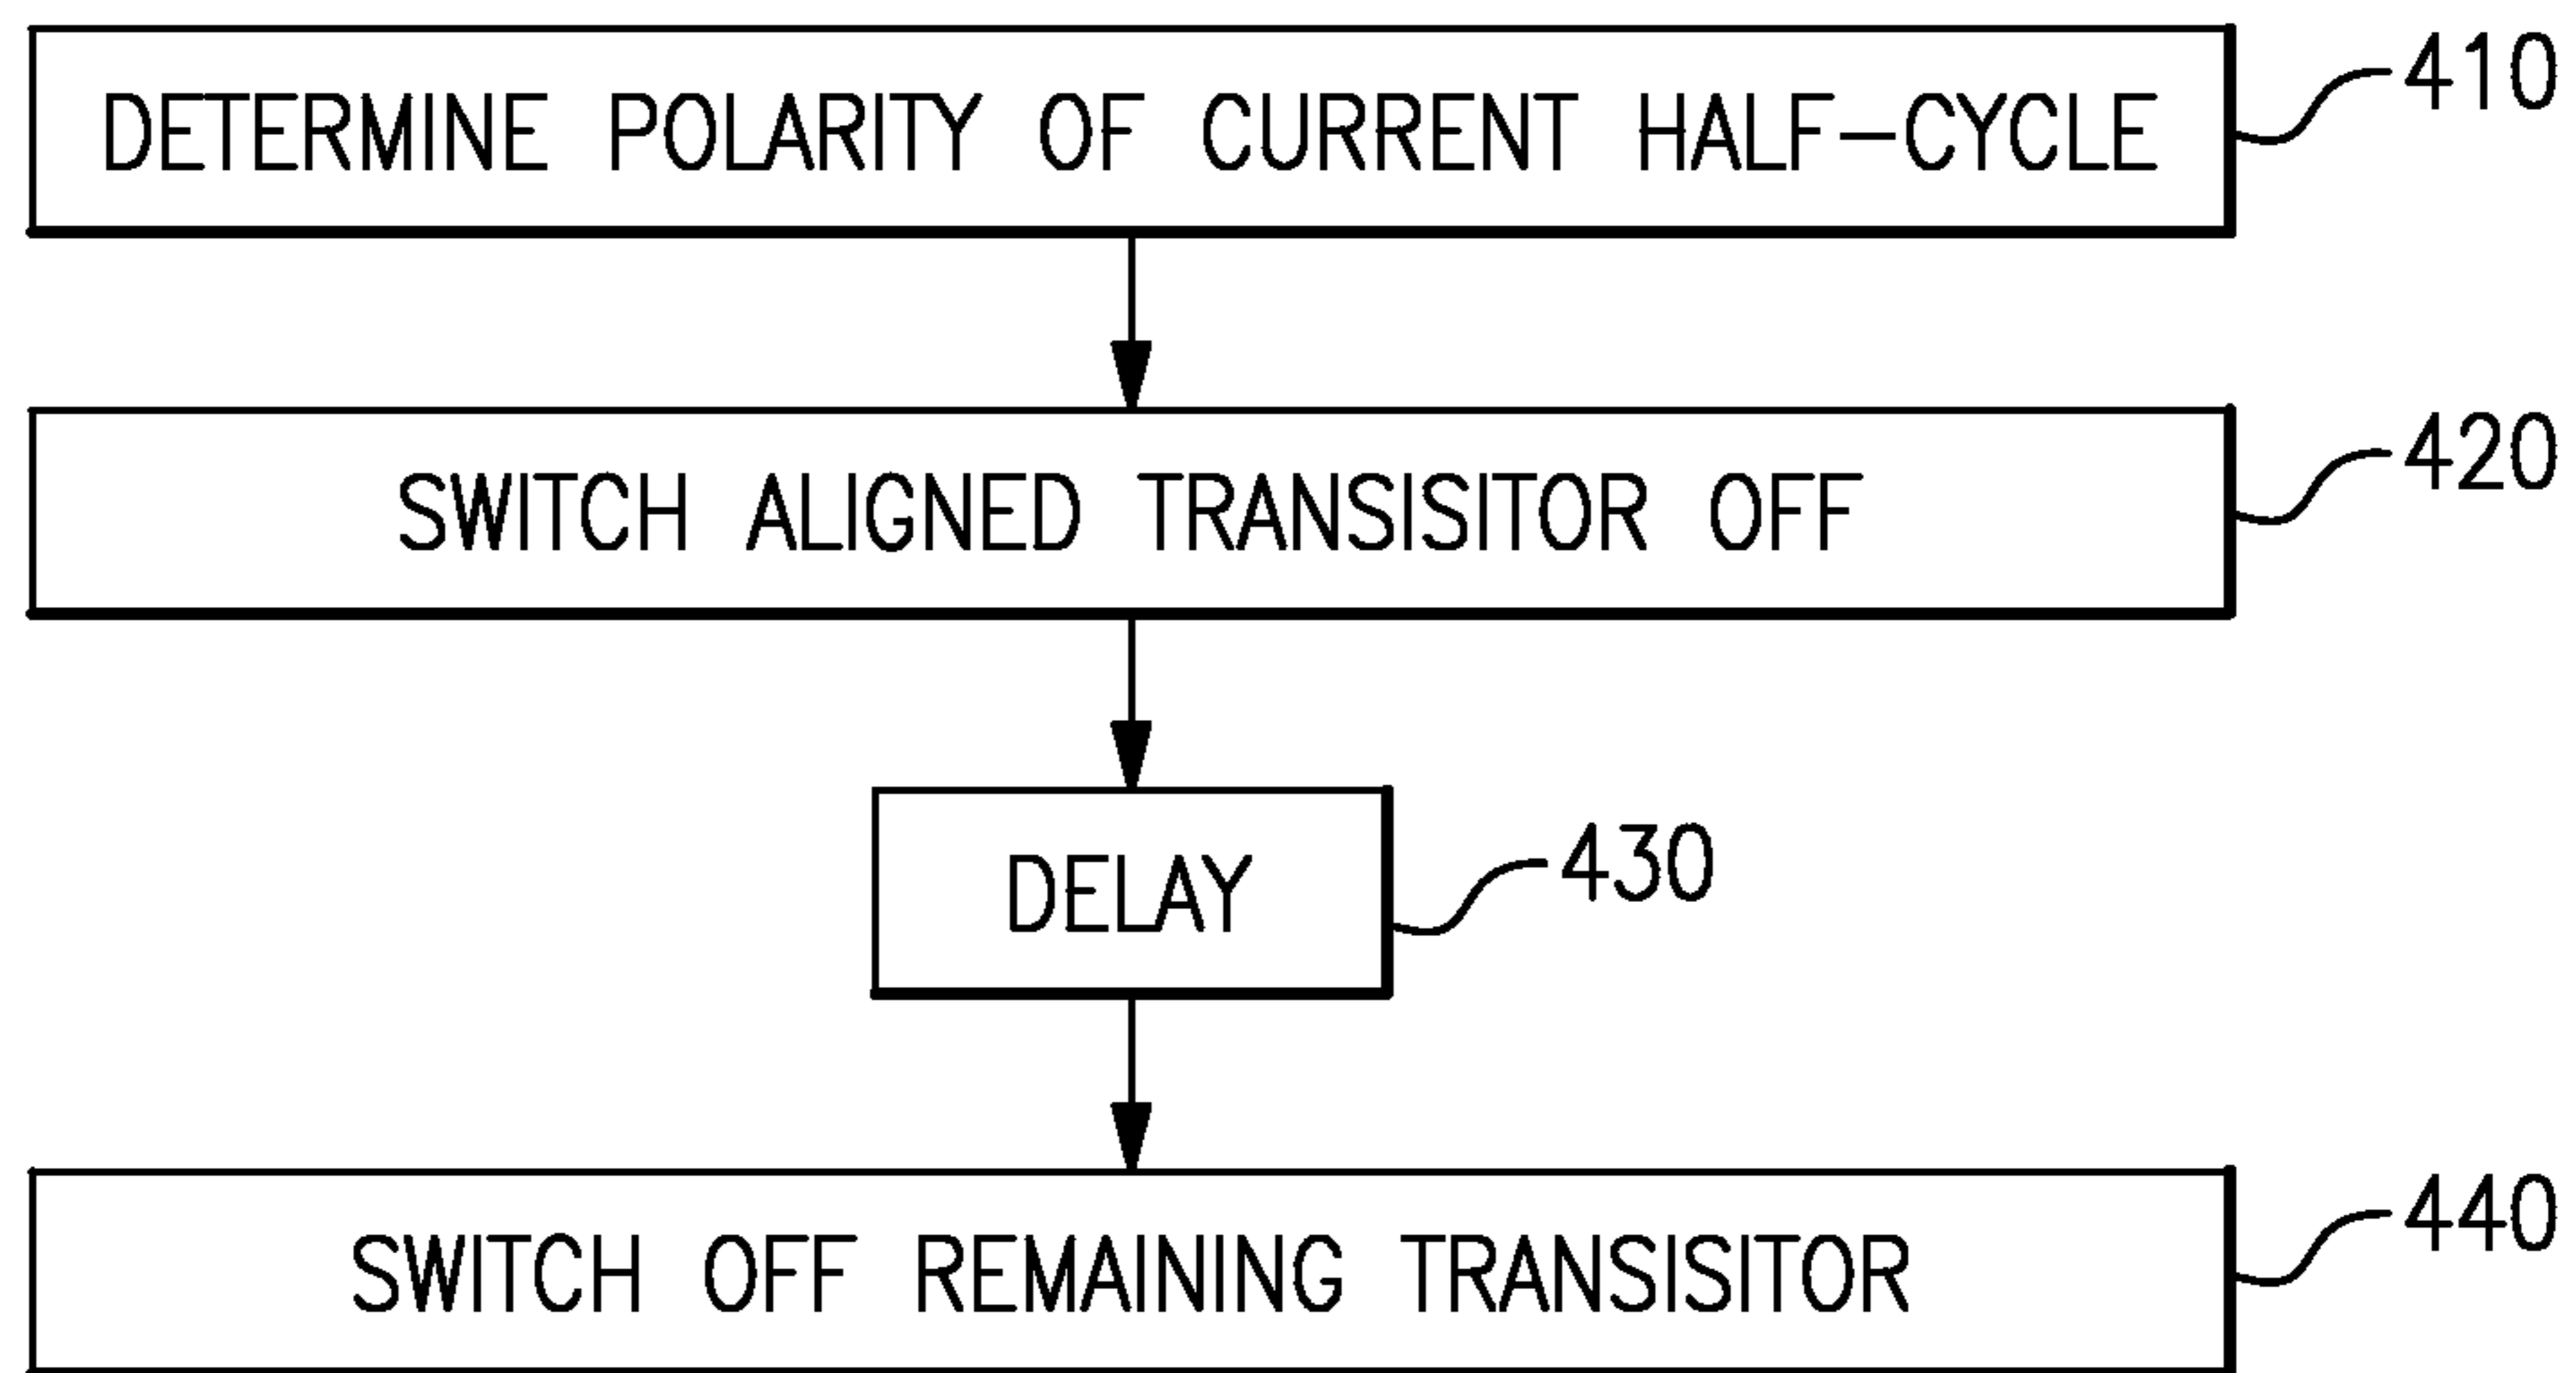 DETERMINE POLARITY OF CURRENT HALF-CYCLE 410
SWITCH ALIGNED TRANSISITOR OFF 420
DELAY 430
SWITCH OFF REMAINING TRANSISITOR 440